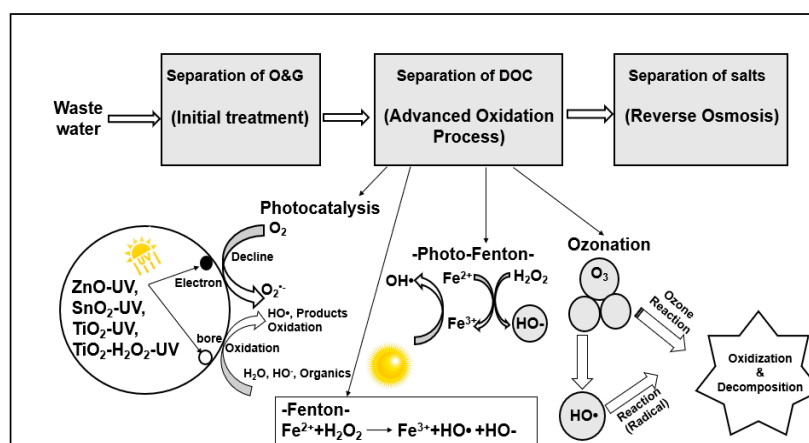 Waste
water
Separation of O&G
(Initial treatment)
Separation of DOC
(Advanced Oxidation
Process)
Separation of salts
(Reverse Osmosis)
Photocatalysis
UV
ZnO-UV,
SnO₂-UV,
TiO₂-UV,
TiO₂-H₂O₂-UV
Electron
bore
O₂
Decline
O₂•-
HO•, Products
Oxidation
Oxidation
H₂O, HO⁻, Organics
-Photo-Fenton-
OH•
Fe²⁺
H₂O₂
Fe³⁺
HO-
-Fenton-
Fe²⁺+H₂O₂ → Fe³⁺+HO• +HO-
Ozonation
O₃
Ozone
Reaction
HO•
Reaction
(Radical)
Oxidization
&
Decomposition